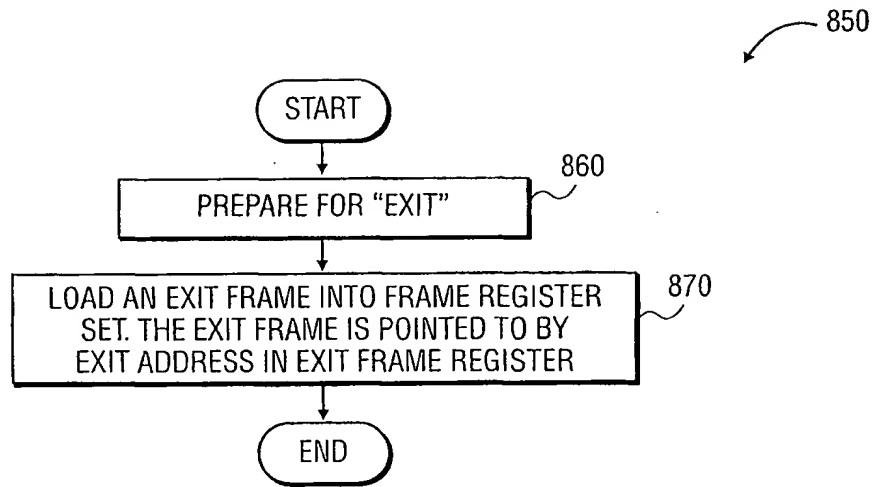 850
START
860
PREPARE FOR “EXIT”
870
LOAD AN EXIT FRAME INTO FRAME REGISTER
SET. THE EXIT FRAME IS POINTED TO BY
EXIT ADDRESS IN EXIT FRAME REGISTER
END